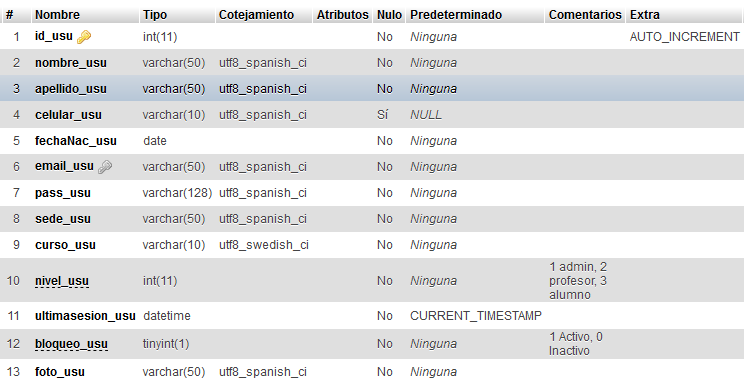 # Nombre Tipo Cotejamiento Atributos Nulo Predeterminado Comentarios Extra
1 id_usu int(11) No Ninguna AUTO_INCREMENT
2 nombre_usu varchar(50) utf8_spanish_ci No Ninguna
3 apellido_usu varchar(50) utf8_spanish_ci No Ninguna
4 celular_usu varchar(10) utf8_spanish_ci Sí NULL
5 fechaNac_usu date No Ninguna
6 email_usu varchar(50) utf8_spanish_ci No Ninguna
7 pass_usu varchar(128) utf8_spanish_ci No Ninguna
8 sede_usu varchar(50) utf8_spanish_ci No Ninguna
9 curso_usu varchar(10) utf8_swedish_ci No Ninguna
10 nivel_usu int(11) No Ninguna 1 admin, 2
profesor, 3
alumno
11 ultimasesion_usu datetime No CURRENT_TIMESTAMP
12 bloqueo_usu tinyint(1) No Ninguna 1 Activo, 0
Inactivo
13 foto_usu varchar(50) utf8_spanish_ci No Ninguna